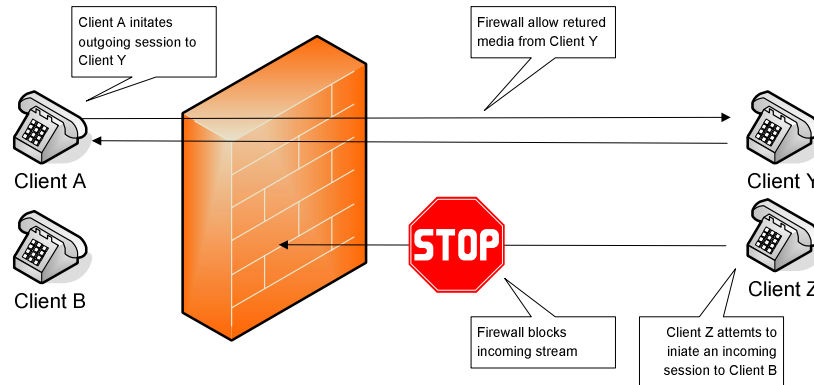 Client A initates
outgoing session to
Client Y
Firewall allow retured
media from Client Y
Client A
Client Y
STOP
Client B
Client Z
Firewall blocks
incoming stream
Client Z attemts to
iniate an incoming
session to Client B